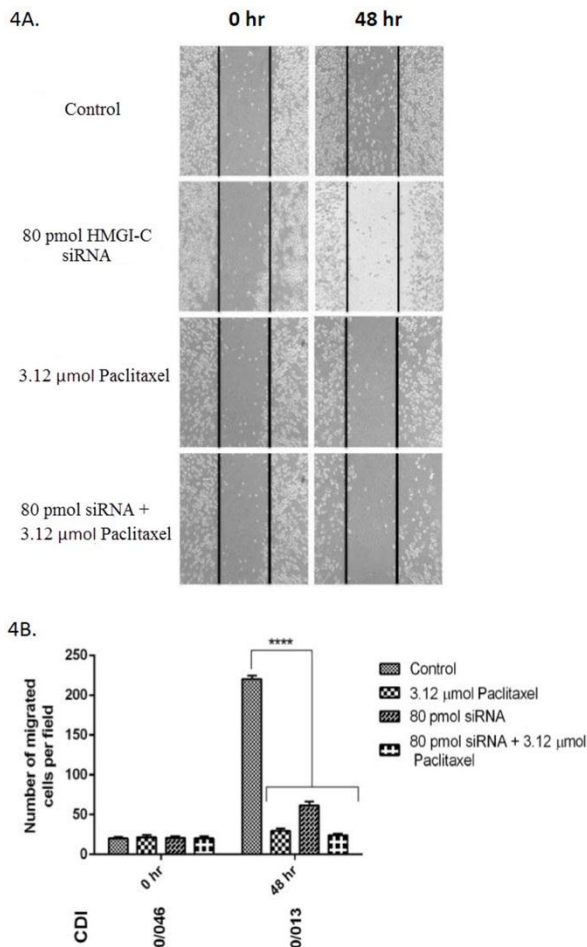 4A.
0 hr 48 hr
Control
80 pmol HMGI-C
siRNA
3.12 μmol Paclitaxel
80 pmol siRNA +
3.12 μmol Paclitaxel
4B.
****
250
200
150
100
50
0
Number of migrated
cells per field
0 hr
48 hr
CDI
0/046
0/013
Control
3.12 μmol Paclitaxel
80 pmol siRNA
80 pmol siRNA + 3.12 μmol
Paclitaxel